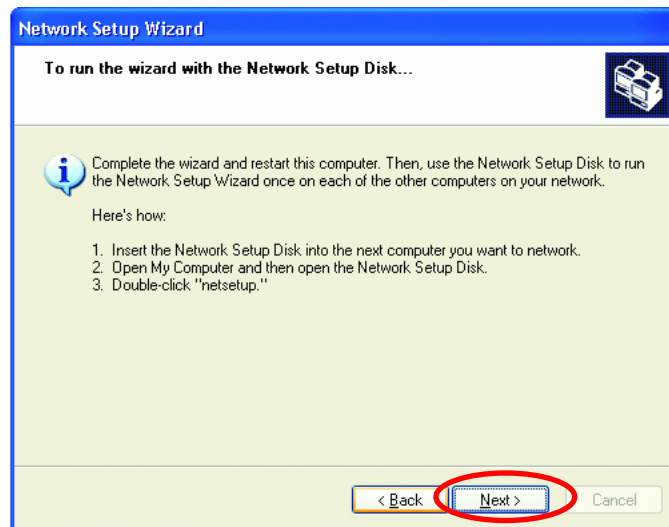 Network Setup Wizard
To run the wizard with the Network Setup Disk...
Complete the wizard and restart this computer. Then, use the Network Setup Disk to run
the Network Setup Wizard once on each of the other computers on your network.
Here's how:
1. Insert the Network Setup Disk into the next computer you want to network.
2. Open My Computer and then open the Network Setup Disk.
3. Double-click "netsetup."
< Back Next > Cancel